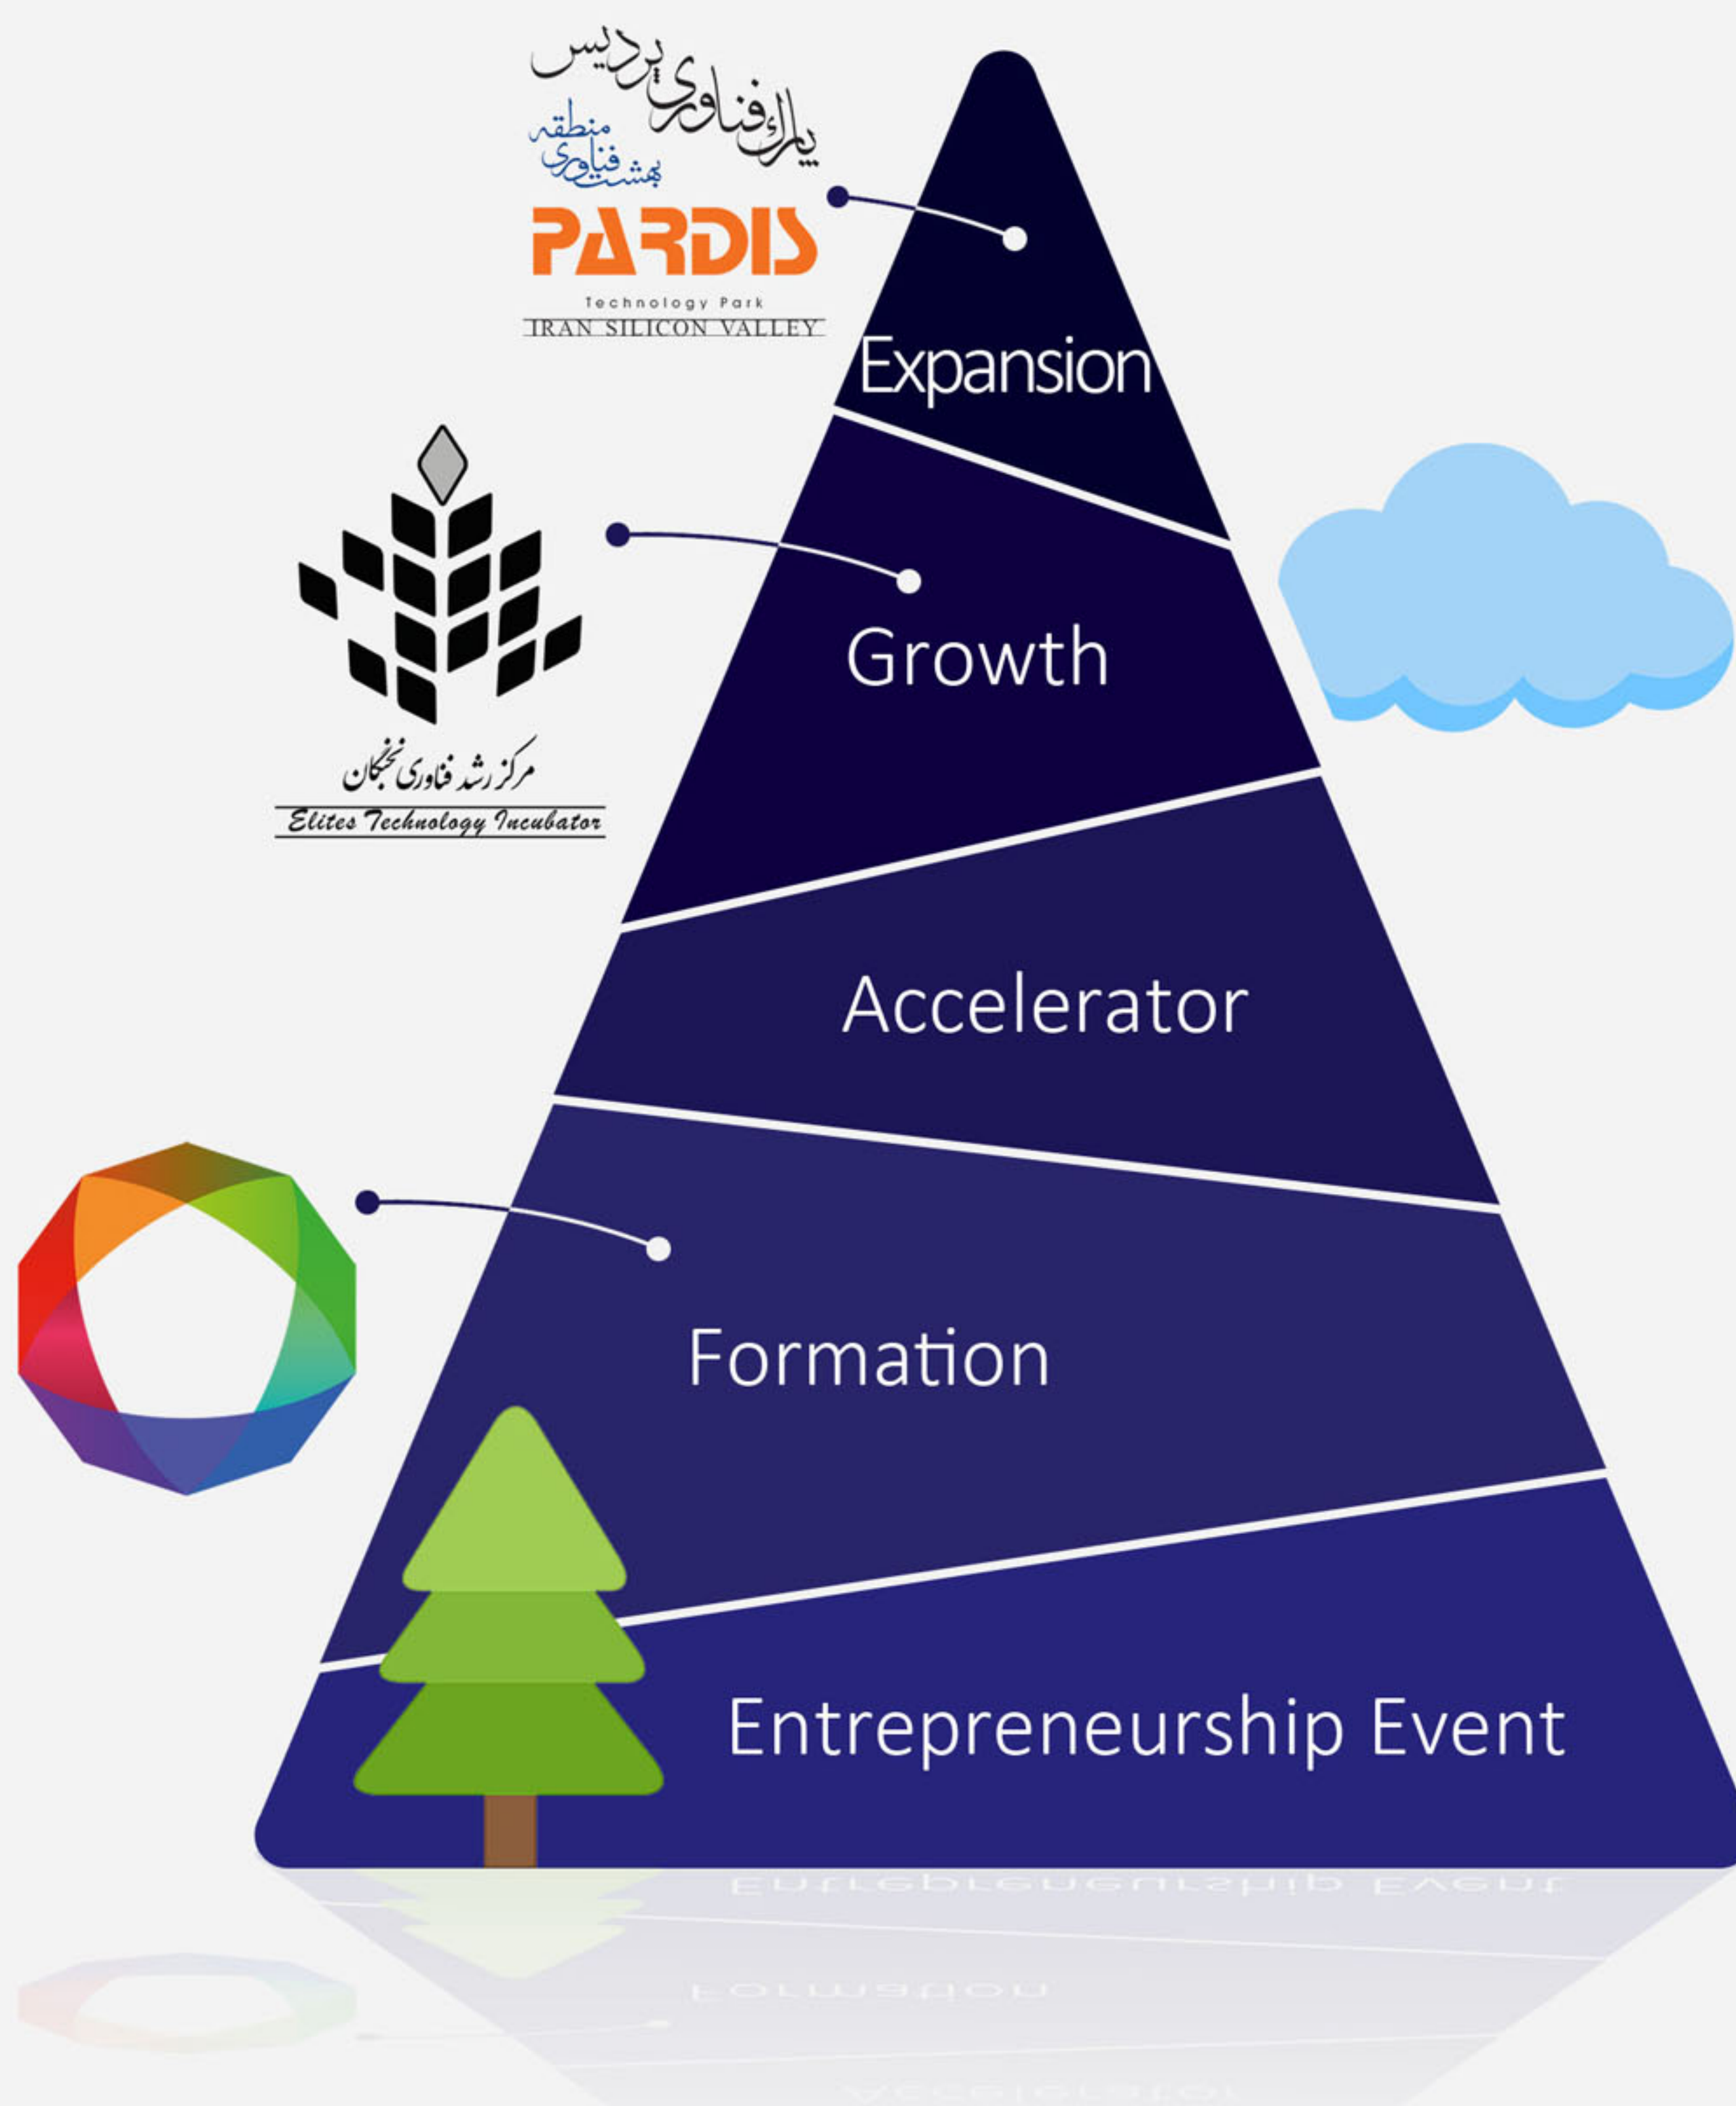 پارک فناوری پردیس
منطقه
بهشت فناوری
PARDIS
Technology Park
IRAN SILICON VALLEY
Expansion
Growth
مرکز رشد فناوری نخبگان
Elites Technology Incubator
Accelerator
Formation
Entrepreneurship Event